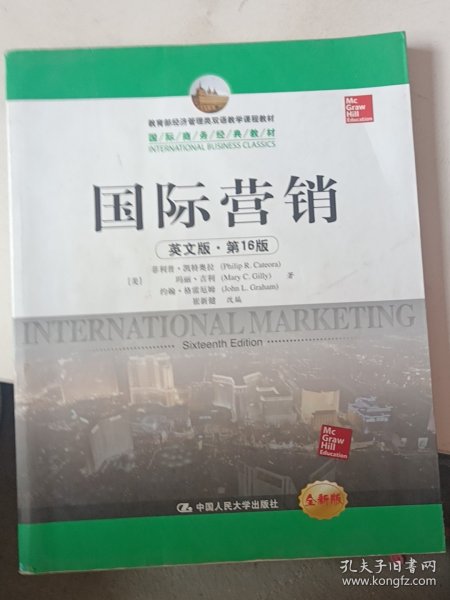 教育部经济管理类双语教学课程教材
国/际/商/务/经/典/教/材
INTERNATIONAL BUSINESS CLASSICS
Mc
Graw
Hill
Education
国际营销
英文版·第16版
[美] 菲利普·凯特奥拉 (Philip R. Cateora)
玛丽·吉利 (Mary C. Gilly) 著
约翰·格雷厄姆 (John L. Graham)
崔新健 改编
INTERNATIONAL MARKETING
Sixteenth Edition
Mc
Graw
Hill
Education
中国人民大学出版社
全新版
孔夫子旧书网
www.kongfz.com